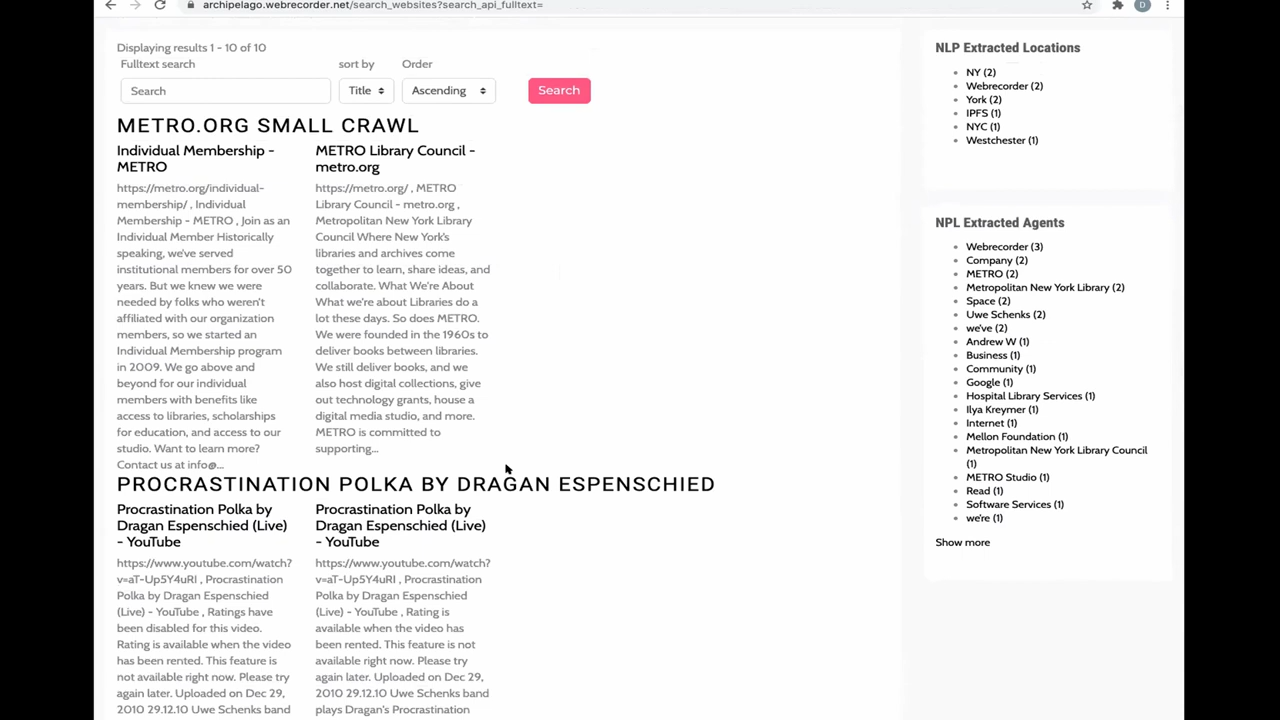 archipelago.webrecorder.net/search_websites?search_api_fulltext=
D
Displaying results 1 - 10 of 10
Fulltext search
sort by
Order
Search
Title
Ascending
Search
METRO.ORG SMALL CRAWL
Individual Membership -
METRO
https://metro.org/individual-
membership/ , Individual
Membership - METRO , Join as an
Individual Member Historically
speaking, we've served
institutional members for over 50
years. But we knew we were
needed by folks who weren't
affiliated with our organization
members, so we started an
Individual Membership program
in 2009. We go above and
beyond for our individual
members with benefits like
access to libraries, scholarships
for education, and access to our
studio. Want to learn more?
Contact us at info@...
METRO Library Council -
metro.org
https://metro.org/ , METRO
Library Council - metro.org ,
Metropolitan New York Library
Council Where New York's
libraries and archives come
together to learn, share ideas, and
collaborate. What We're About
What we're about Libraries do a
lot these days. So does METRO.
We were founded in the 1960s to
deliver books between libraries.
We still deliver books, and we
also host digital collections, give
out technology grants, house a
digital media studio, and more.
METRO is committed to
supporting...
PROCRASTINATION POLKA BY DRAGAN ESPENSCHIED
Procrastination Polka by
Dragan Espenschied (Live)
- YouTube
https://www.youtube.com/watch?
v=aT-Up5Y4uRI , Procrastination
Polka by Dragan Espenschied
(Live) - YouTube , Ratings have
been disabled for this video.
Rating is available when the video
has been rented. This feature is
not available right now. Please try
again later. Uploaded on Dec 29,
2010 29.12.10 Uwe Schenks band
Procrastination Polka by
Dragan Espenschied (Live)
- YouTube
https://www.youtube.com/watch?
v=aT-Up5Y4uRI , Procrastination
Polka by Dragan Espenschied
(Live) - YouTube , Rating is
available when the video has
been rented. This feature is not
available right now. Please try
again later. Uploaded on Dec 29,
2010 29.12.10 Uwe Schenks band
plays Dragan's Procrastination
NLP Extracted Locations
NY (2)
Webrecorder (2)
York (2)
IPFS (1)
NYC (1)
Westchester (1)
NPL Extracted Agents
Webrecorder (3)
Company (2)
METRO (2)
Metropolitan New York Library (2)
Space (2)
Uwe Schenks (2)
we've (2)
Andrew W (1)
Business (1)
Community (1)
Google (1)
Hospital Library Services (1)
Ilya Kreymer (1)
Internet (1)
Mellon Foundation (1)
Metropolitan New York Library Council
(1)
METRO Studio (1)
Read (1)
Software Services (1)
we're (1)
Show more